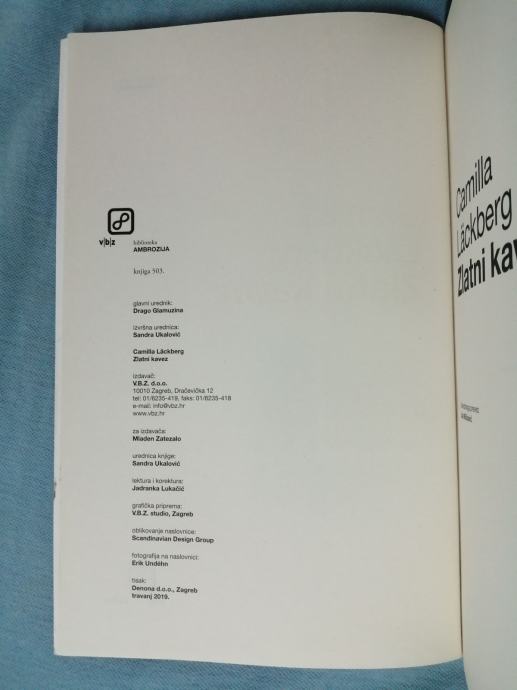 v|b|z
biblioteka
AMBROZIJA
knjiga 503.
glavni urednik:
Drago Glamuzina
izvršna urednica:
Sandra Ukalović
Camilla Läckberg
Zlatni kavez
izdavač:
V.B.Z. d.o.o.
10010 Zagreb, Dračevička 12
tel: 01/6235-419, faks: 01/6235-418
e-mail: info@vbz.hr
www.vbz.hr
za izdavača:
Mladen Zatezalo
urednica knjige:
Sandra Ukalović
lektura i korektura:
Jadranka Lukačić
grafička priprema:
V.B.Z. studio, Zagreb
oblikovanje naslovnice:
Scandinavian Design Group
fotografija na naslovnici:
Erik Undéhn
tisak:
Denona d.o.o., Zagreb
travanj 2019.
Camilla
Läckberg
Zlatni kav